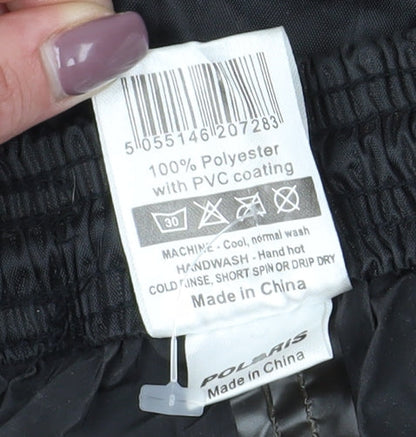 5 055146 207283
100% Polyester
with PVC coating
30
MACHINE - Cool, normal wash
HANDWASH - Hand hot
COLD RINSE, SHORT SPIN OR DRIP DRY
Made in China
POLARIS
Made in China